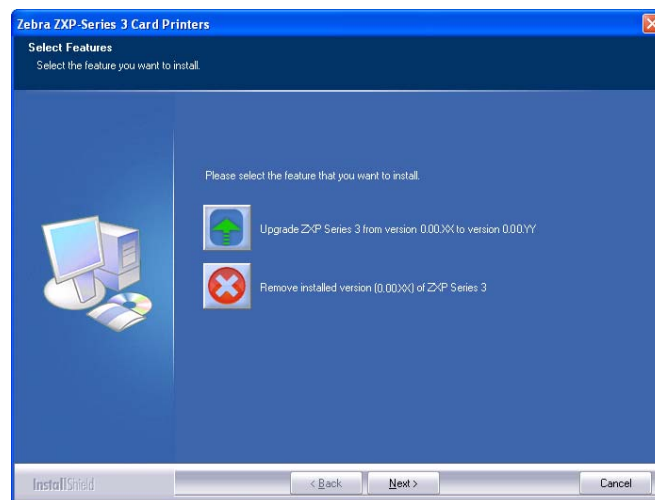 Zebra ZXP-Series 3 Card Printers
Select Features
Select the feature you want to install.
Please select the feature that you want to install.
Upgrade ZXP Series 3 from version 0.00.XX to version 0.00.YY
Remove installed version (0.00.XX) of ZXP Series 3
InstallShield
< Back
Next >
Cancel